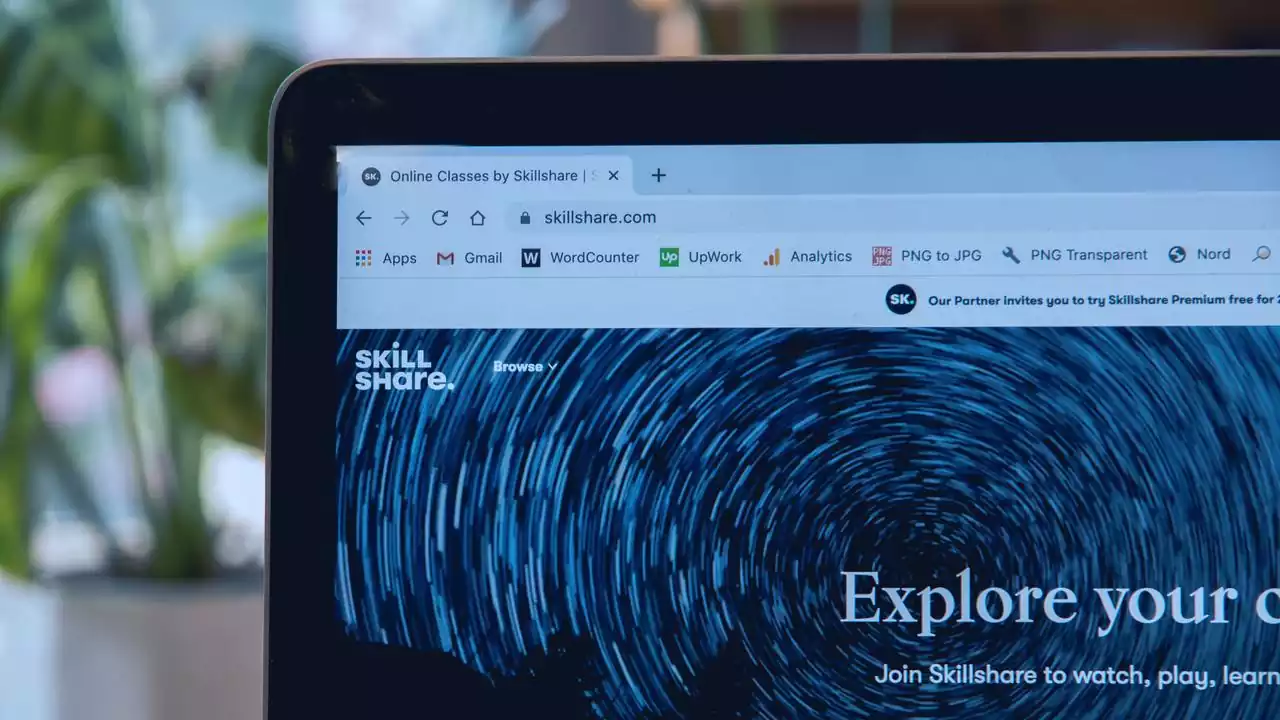 SK. Online Classes by Skillshare |
skillshare.com
Apps Gmail W WordCounter Up UpWork Analytics PNG JPG PNG to JPG PNG Transparent Nord
SK. Our Partner invites you to try Skillshare Premium free for
SKiLL
SHare.
Browse
Explore your
Join Skillshare to watch, play, learn